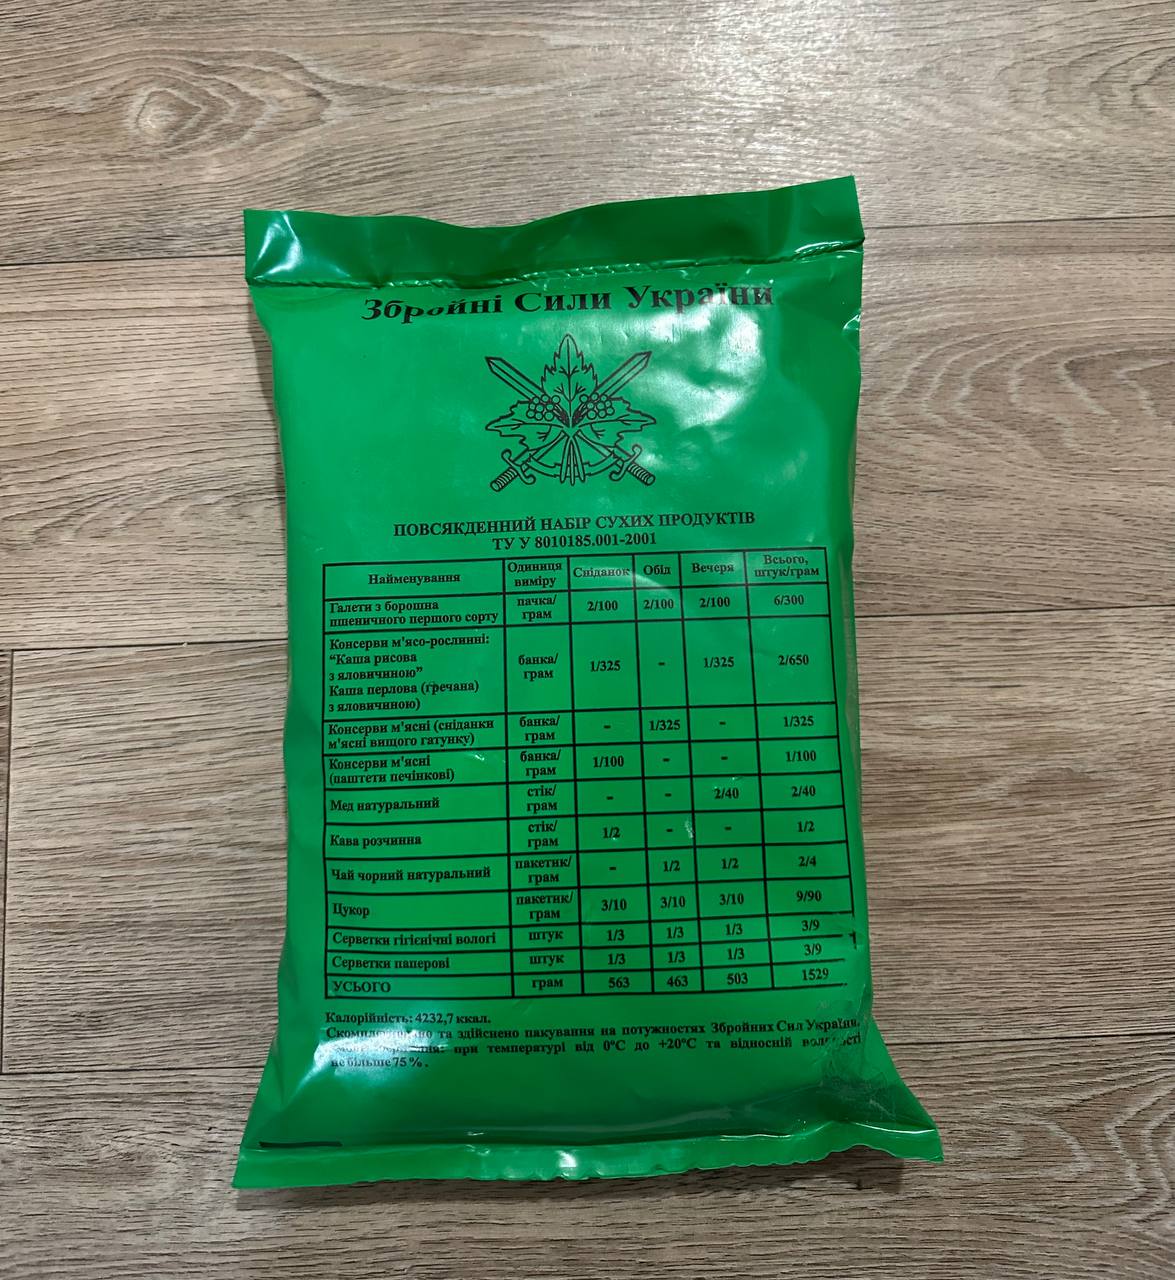 Збройні Сили України
ПОВСЯКДЕННИЙ НАБІР СУХИХ ПРОДУКТІВ
ТУ У 8010185.001-2001
Найменування Одиниця виміру Сніданок Обід Вечеря Всього, штук/грам
Галети з борошна пшеничного першого сорту пачка/грам 2/100 2/100 2/100 6/300
Консерви м'ясо-рослинні: “Каша рисова з яловичиною” Каша перлова (гречана) з яловичиною) банка/грам 1/325 - 1/325 2/650
Консерви м'ясні (сніданки м'ясні вищого гатунку) банка/грам - 1/325 - 1/325
Консерви м'ясні (паштети печінкові) банка/грам 1/100 - - 1/100
Мед натуральний стік/грам - - 2/40 2/40
Кава розчинна стік/грам 1/2 - - 1/2
Чай чорний натуральний пакетик/грам - 1/2 1/2 2/4
Цукор пакетик/грам 3/10 3/10 3/10 9/90
Серветки гігієнічні вологі штук 1/3 1/3 1/3 3/9
Серветки паперові штук 1/3 1/3 1/3 3/9
УСЬОГО грам 563 463 503 1529
Калорійність: 4232,7 ккал.
та здійснено пакування на потужностях Збройних Сил України.
при температурі від 0°С до +20°С та відносній
не більше 75 % .